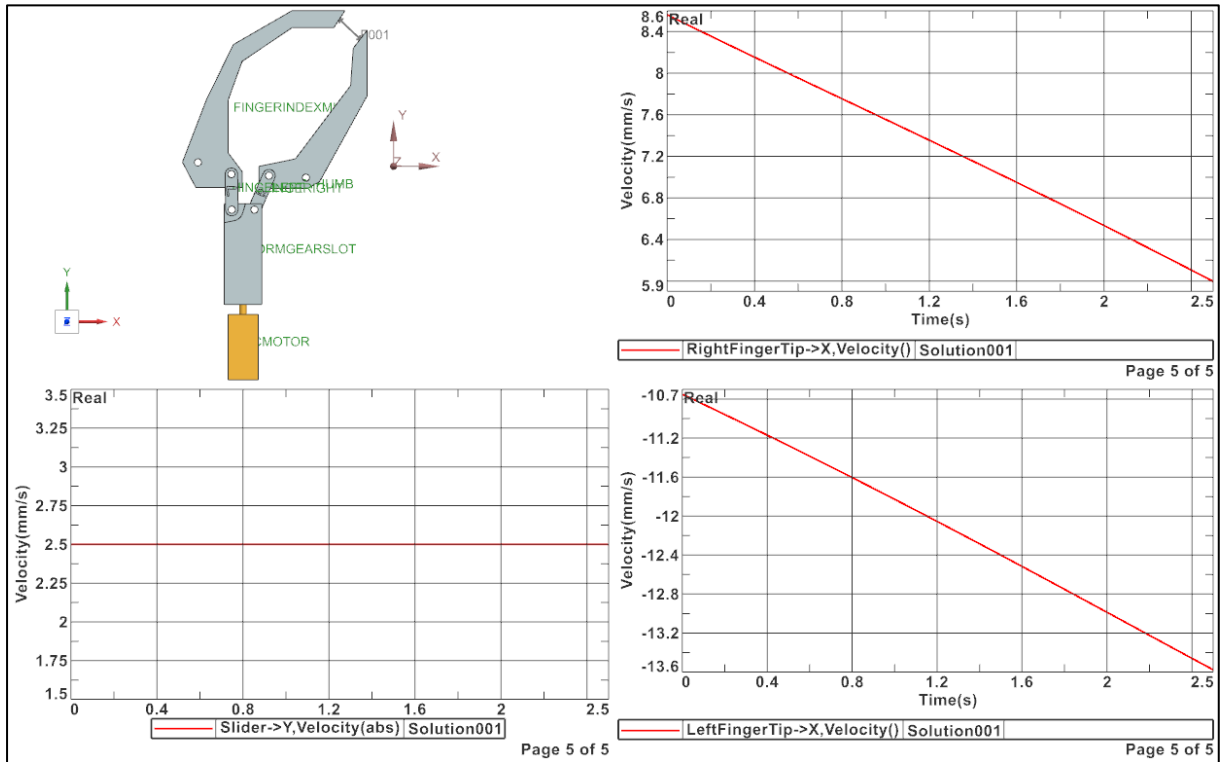 001
FINGERINDEXM
Y
Z
X
HUMB
ORMGEARSLOT
CMOTOR
Y
X
8.6
Real
8.4
8
7.6
7.2
6.8
6.4
5.9
Velocity(mm/s)
0 0.4 0.8 1.2 1.6 2 2.5
Time(s)
RightFingerTip->X,Velocity() Solution001
Page 5 of 5
3.5
Real
3.25
3
2.75
2.5
2.25
2
1.75
1.5
Velocity(mm/s)
0 0.4 0.8 1.2 1.6 2 2.5
Slider->Y,Velocity(abs) Solution001
Page 5 of 5
-10.7
Real
-11.2
-11.6
-12
-12.4
-12.8
-13.2
-13.6
Velocity(mm/s)
0 0.4 0.8 1.2 1.6 2 2.5
Time(s)
LeftFingerTip->X,Velocity() Solution001
Page 5 of 5